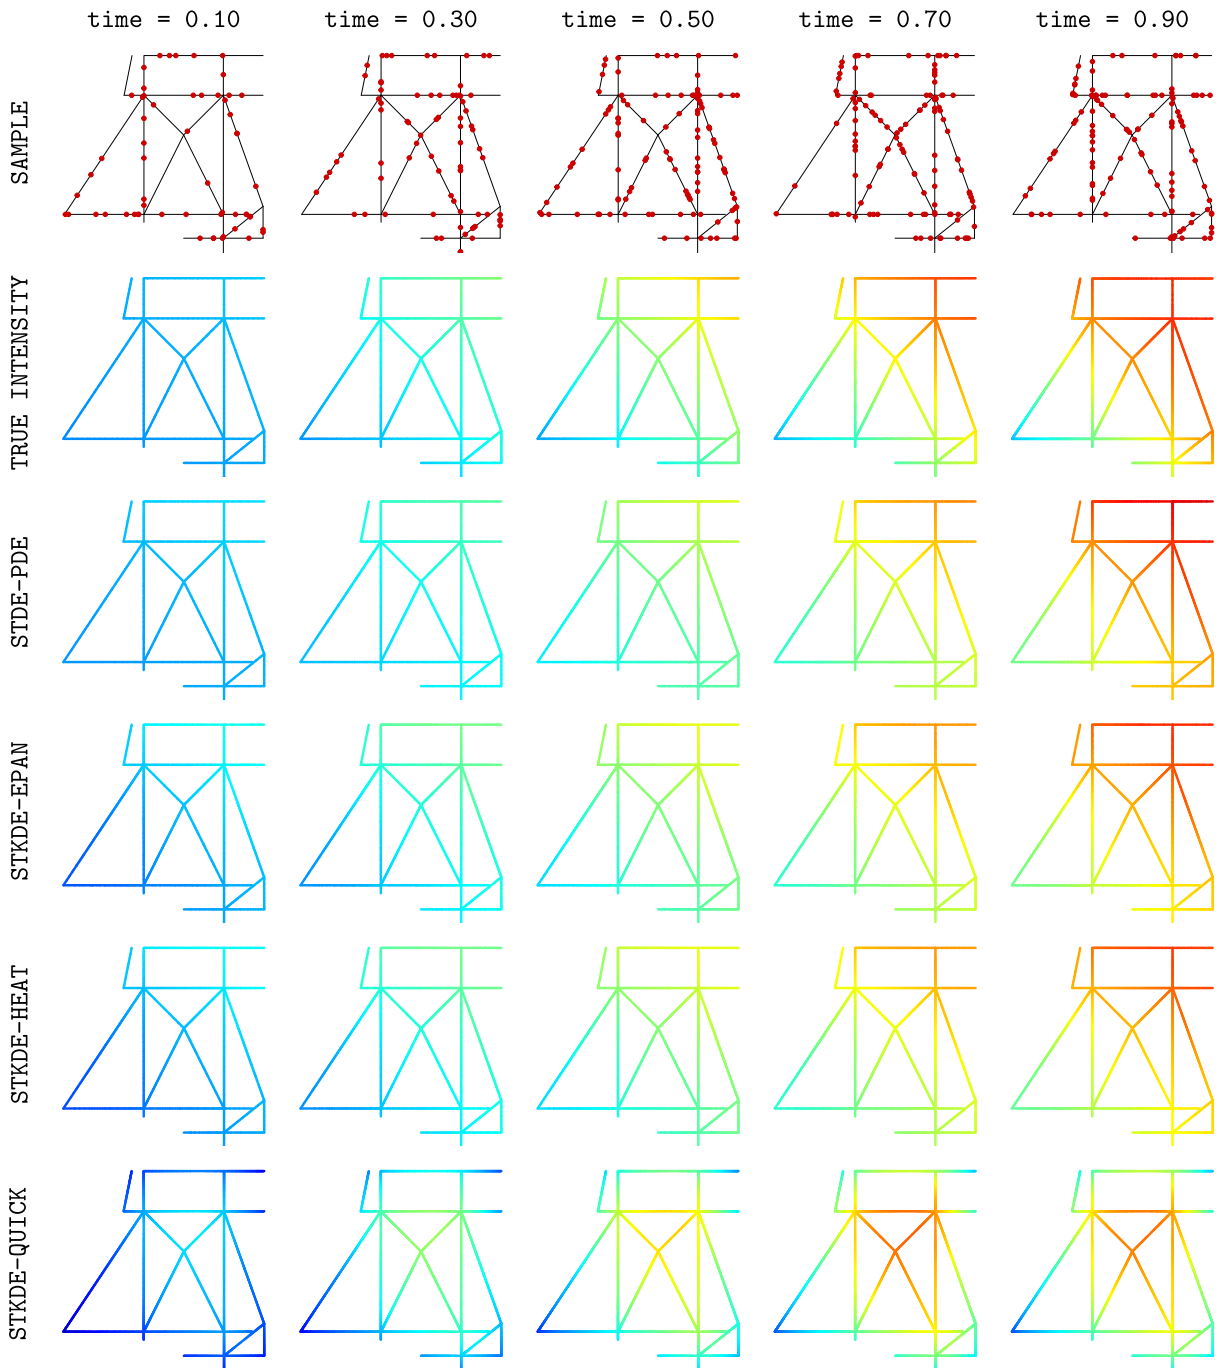 time = 0.10
time = 0.30
time = 0.50
time = 0.70
time = 0.90
SAMPLE
TRUE INTENSITY
STDE-PDE
STKDE-EPAN
STKDE-HEAT
STKDE-QUICK